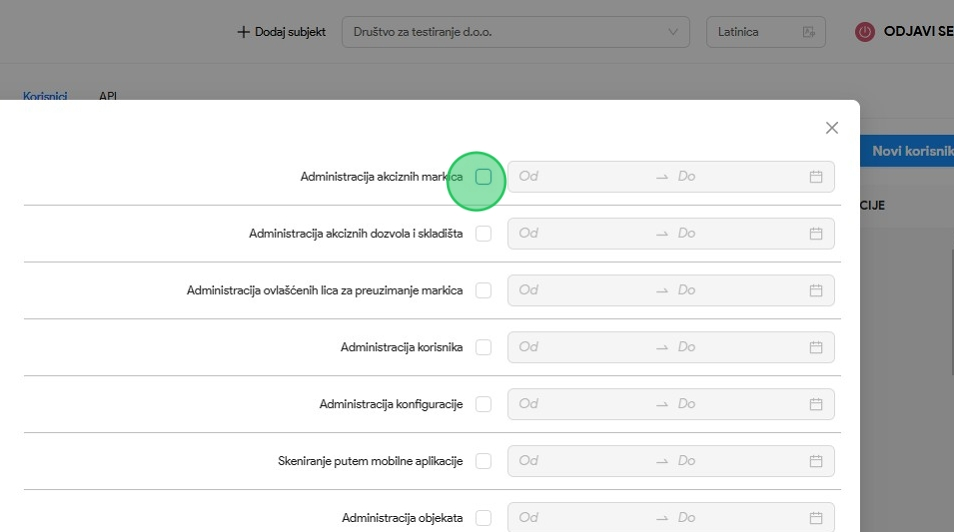 Dodaj subjekt Društvo za testiranje d.o.o. Latinica ODJAVI SE
Korisnici API
Novi korisnik
CIJE
Administracija akciznih markica Od Do
Administracija akciznih dozvola i skladišta Od Do
Administracija ovlašćenih lica za preuzimanje markica Od Do
Administracija korisnika Od Do
Administracija konfiguracije Od Do
Skeniranje putem mobilne aplikacije Od Do
Administracija objekata Od Do